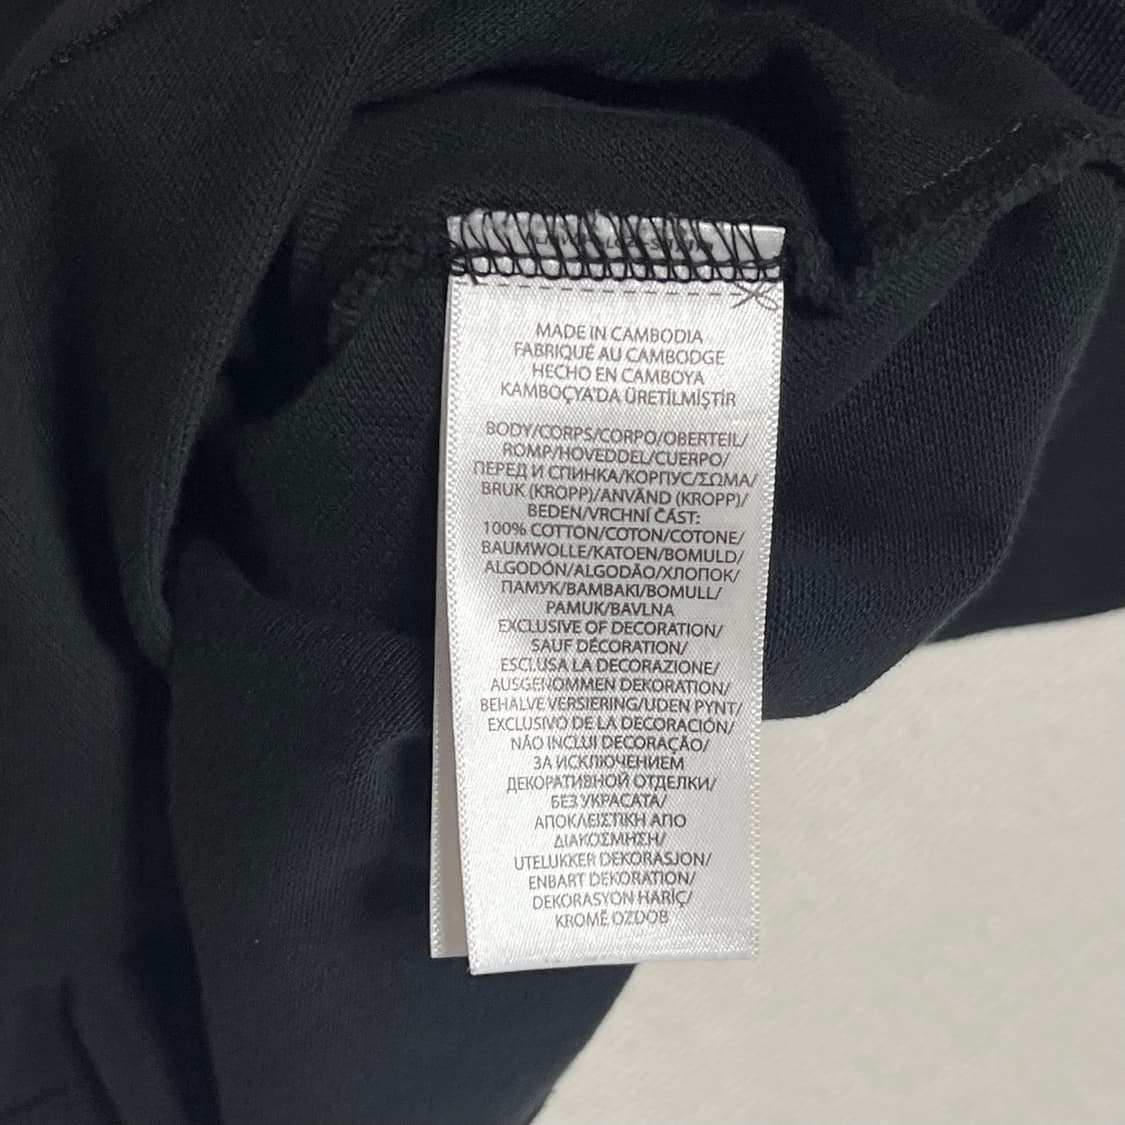 MADE IN CAMBODIA
FABRIQUÉ AU CAMBODGE
HECHO EN CAMBOYA
KAMBOÇYA'DA ÜRETİLMİŞTİR
BODY/CORPS/CORPO/OBERTEIL/
ROMP/HOVEDDEL/CUERPO/
ПЕРЕД И СПИНКА/КОРПУС/ΣΩΜΑ/
BRUK (KROPP)/ANVÄND (KROPP)/
BEDEN/VRCHNÍ ČÁST:
100% COTTON/COTON/COTONE/
BAUMWOLLE/KATOEN/BOMULD/
ALGODÓN/ALGODÃO/ХЛОПОК/
ПАМУК/ΒΑΜΒΑΚΙ/BOMULL/
PAMUK/BAVLNA
EXCLUSIVE OF DECORATION/
SAUF DÉCORATION/
ESCLUSA LA DECORAZIONE/
AUSGENOMMEN DEKORATION/
BEHALVE VERSIERING/UDEN PYNT/
EXCLUSIVO DE LA DECORACIÓN/
NÃO INCLUI DECORAÇÃO/
ЗА ИСКЛЮЧЕНИЕМ
ДЕКОРАТИВНОЙ ОТДЕЛКИ/
БЕЗ УКРАСАТА/
ΑΠΟΚΛΕΙΣΤΙΚΗ ΑΠΟ
ΔΙΑΚΟΣΜΗΣΗ/
UTELUKKER DEKORASJON/
ENBART DEKORATION/
DEKORASYON HARİÇ/
KROMĚ OZDOB